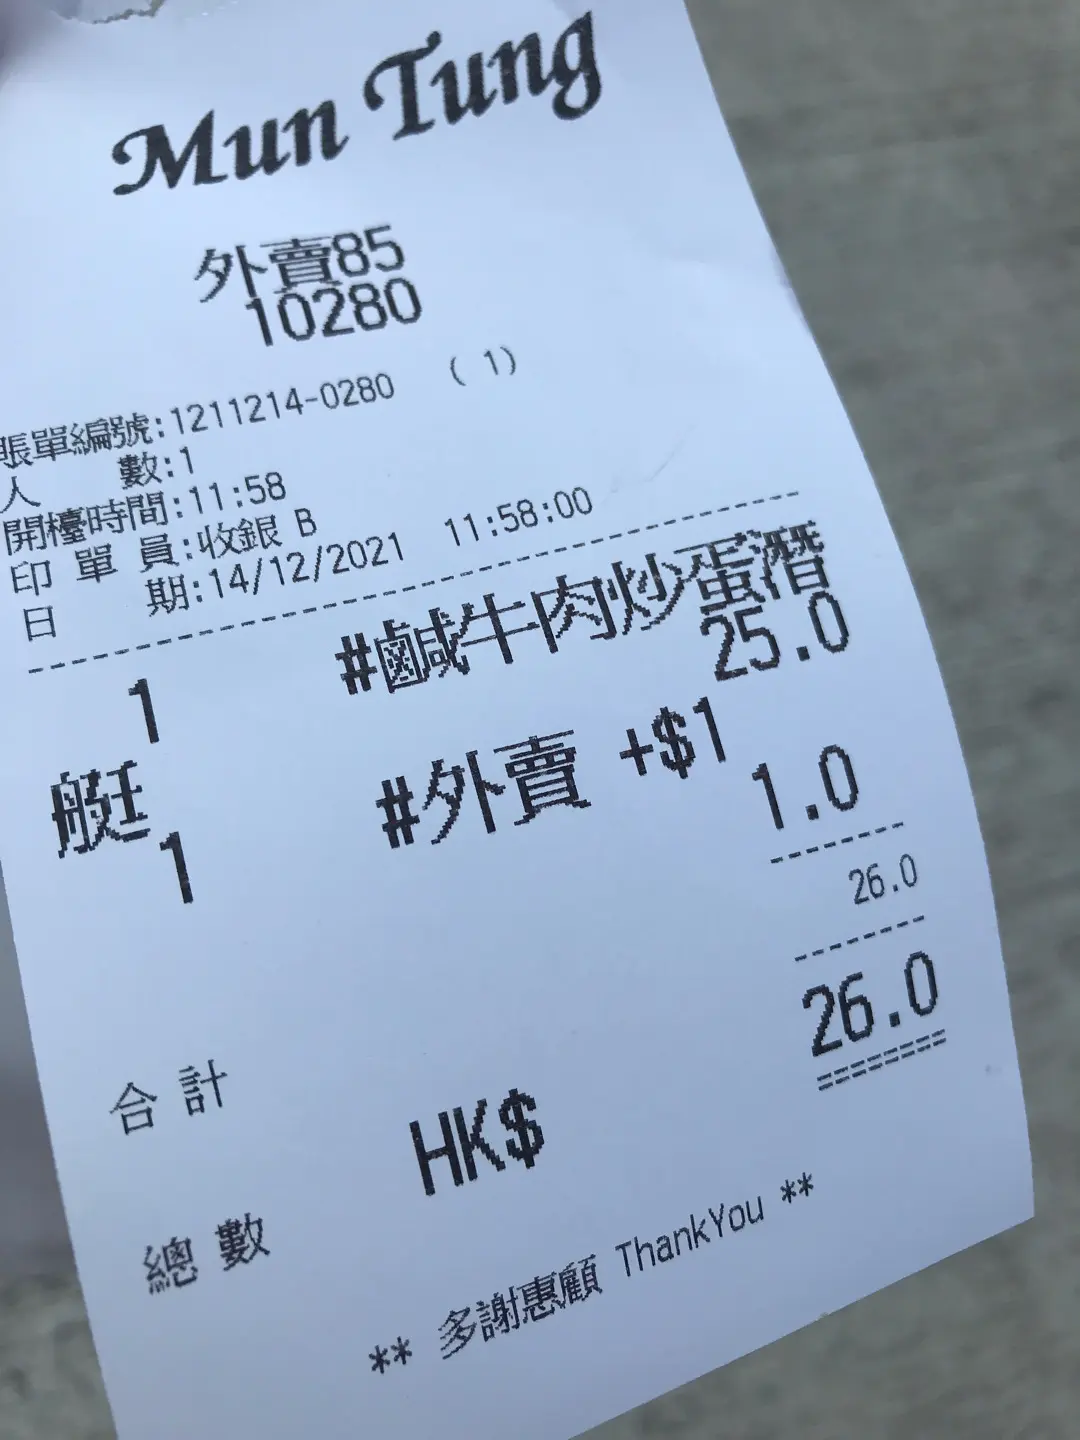 Mun Tung
外賣85
10280
賬單編號:1211214-0280 ( 1)
人 數:1
開檯時間:11:58
印 單 員:收銀 B
日 期:14/12/2021 11:58:00
1 #鹹牛肉炒蛋潛
艇 25.0
1 #外賣 +$1
1.0
合 計 26.0
總 數 HK$ 26.0
** 多謝惠顧 ThankYou **